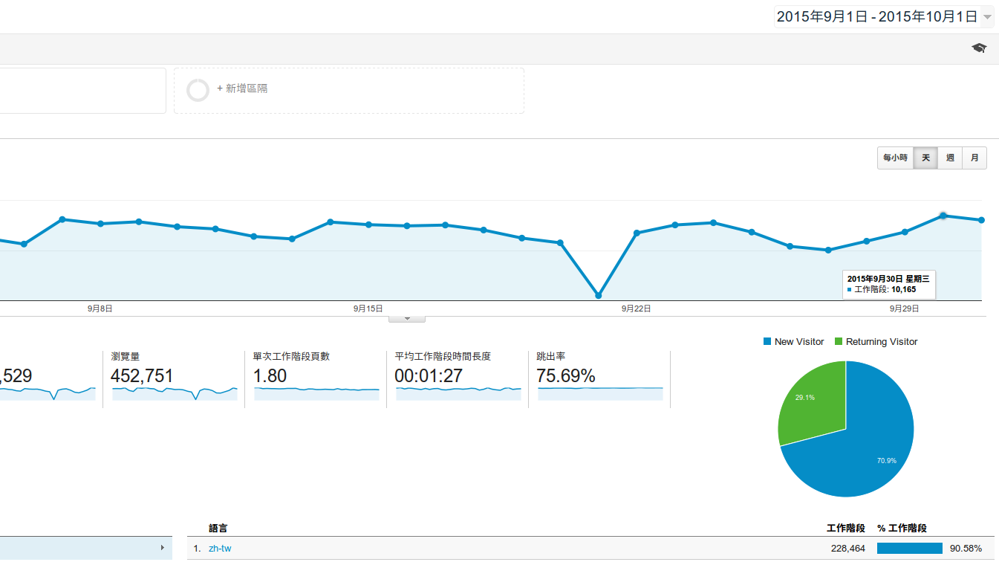 2015年9月1日 - 2015年10月1日
+ 新增區隔
每小時 天 週 月
2015年9月30日 星期三
工作階段: 10,165
9月8日 9月15日 9月22日 9月29日
New Visitor Returning Visitor
瀏覽量 單次工作階段頁數 平均工作階段時間長度 跳出率
,529 452,751 1.80 00:01:27 75.69%
29.1%
70.9%
語言 工作階段 % 工作階段
1. zh-tw 228,464 90.58%